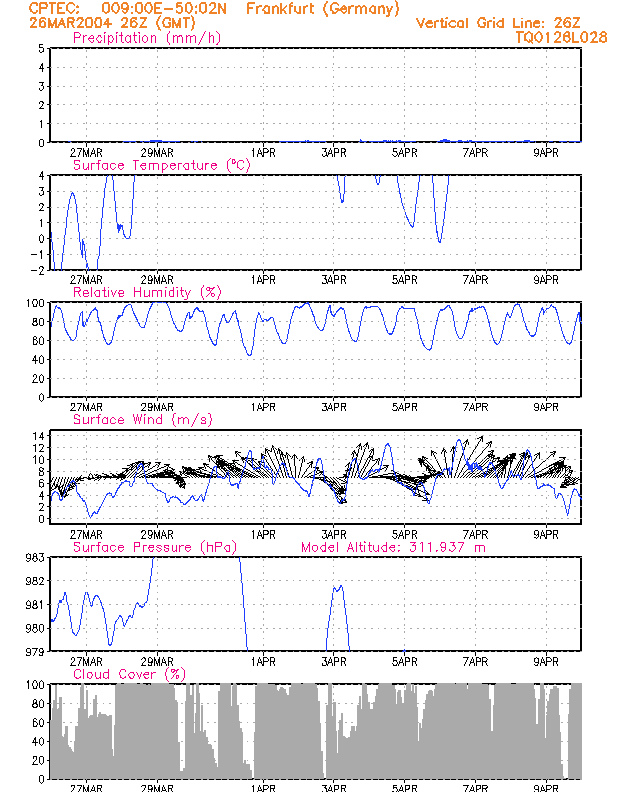 CPTEC: 009:00E-50:02N Frankfurt (Germany)
26MAR2004 26Z (GMT) Vertical Grid Line: 26Z
Precipitation (mm/h) TQ0126L028
5
4
3
2
1
0
27MAR 29MAR 1APR 3APR 5APR 7APR 9APR
Surface Temperature (°C)
4
3
2
1
0
-1
-2
27MAR 29MAR 1APR 3APR 5APR 7APR 9APR
Relative Humidity (%)
100
80
60
40
20
0
27MAR 29MAR 1APR 3APR 5APR 7APR 9APR
Surface Wind (m/s)
14
12
10
8
6
4
2
0
27MAR 29MAR 1APR 3APR 5APR 7APR 9APR
Surface Pressure (hPa) Model Altitude: 311.937 m
983
982
981
980
979
27MAR 29MAR 1APR 3APR 5APR 7APR 9APR
Cloud Cover (%)
100
80
60
40
20
0
27MAR 29MAR 1APR 3APR 5APR 7APR 9APR